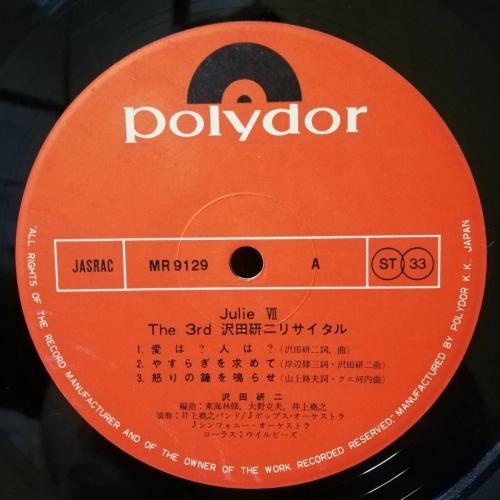 polydor
JASRAC MR 9129 A ST 33
Julie Ⅶ
The 3rd 沢田研二リサイタル
1. 愛は？人は？(沢田研二詞、曲)
2. やすらぎを求めて(岸辺修三詞・沢田研二曲)
3. 怒りの鐘を鳴らせ(山上路夫詞・クニ河内曲)
沢田研二
編曲：東海林修、大野克夫、井上堯之
演奏：井上堯之バンド/Jポップス・オーケストラ
Jシンフォニー・オーケストラ
コーラス：ウイルビーズ
"ALL RIGHTS OF THE RECORD MANUFACTURER AND OF THE OWNER OF THE WORK RECORDED RESERVED." MANUFACTURED BY POLYDOR K.K., JAPAN